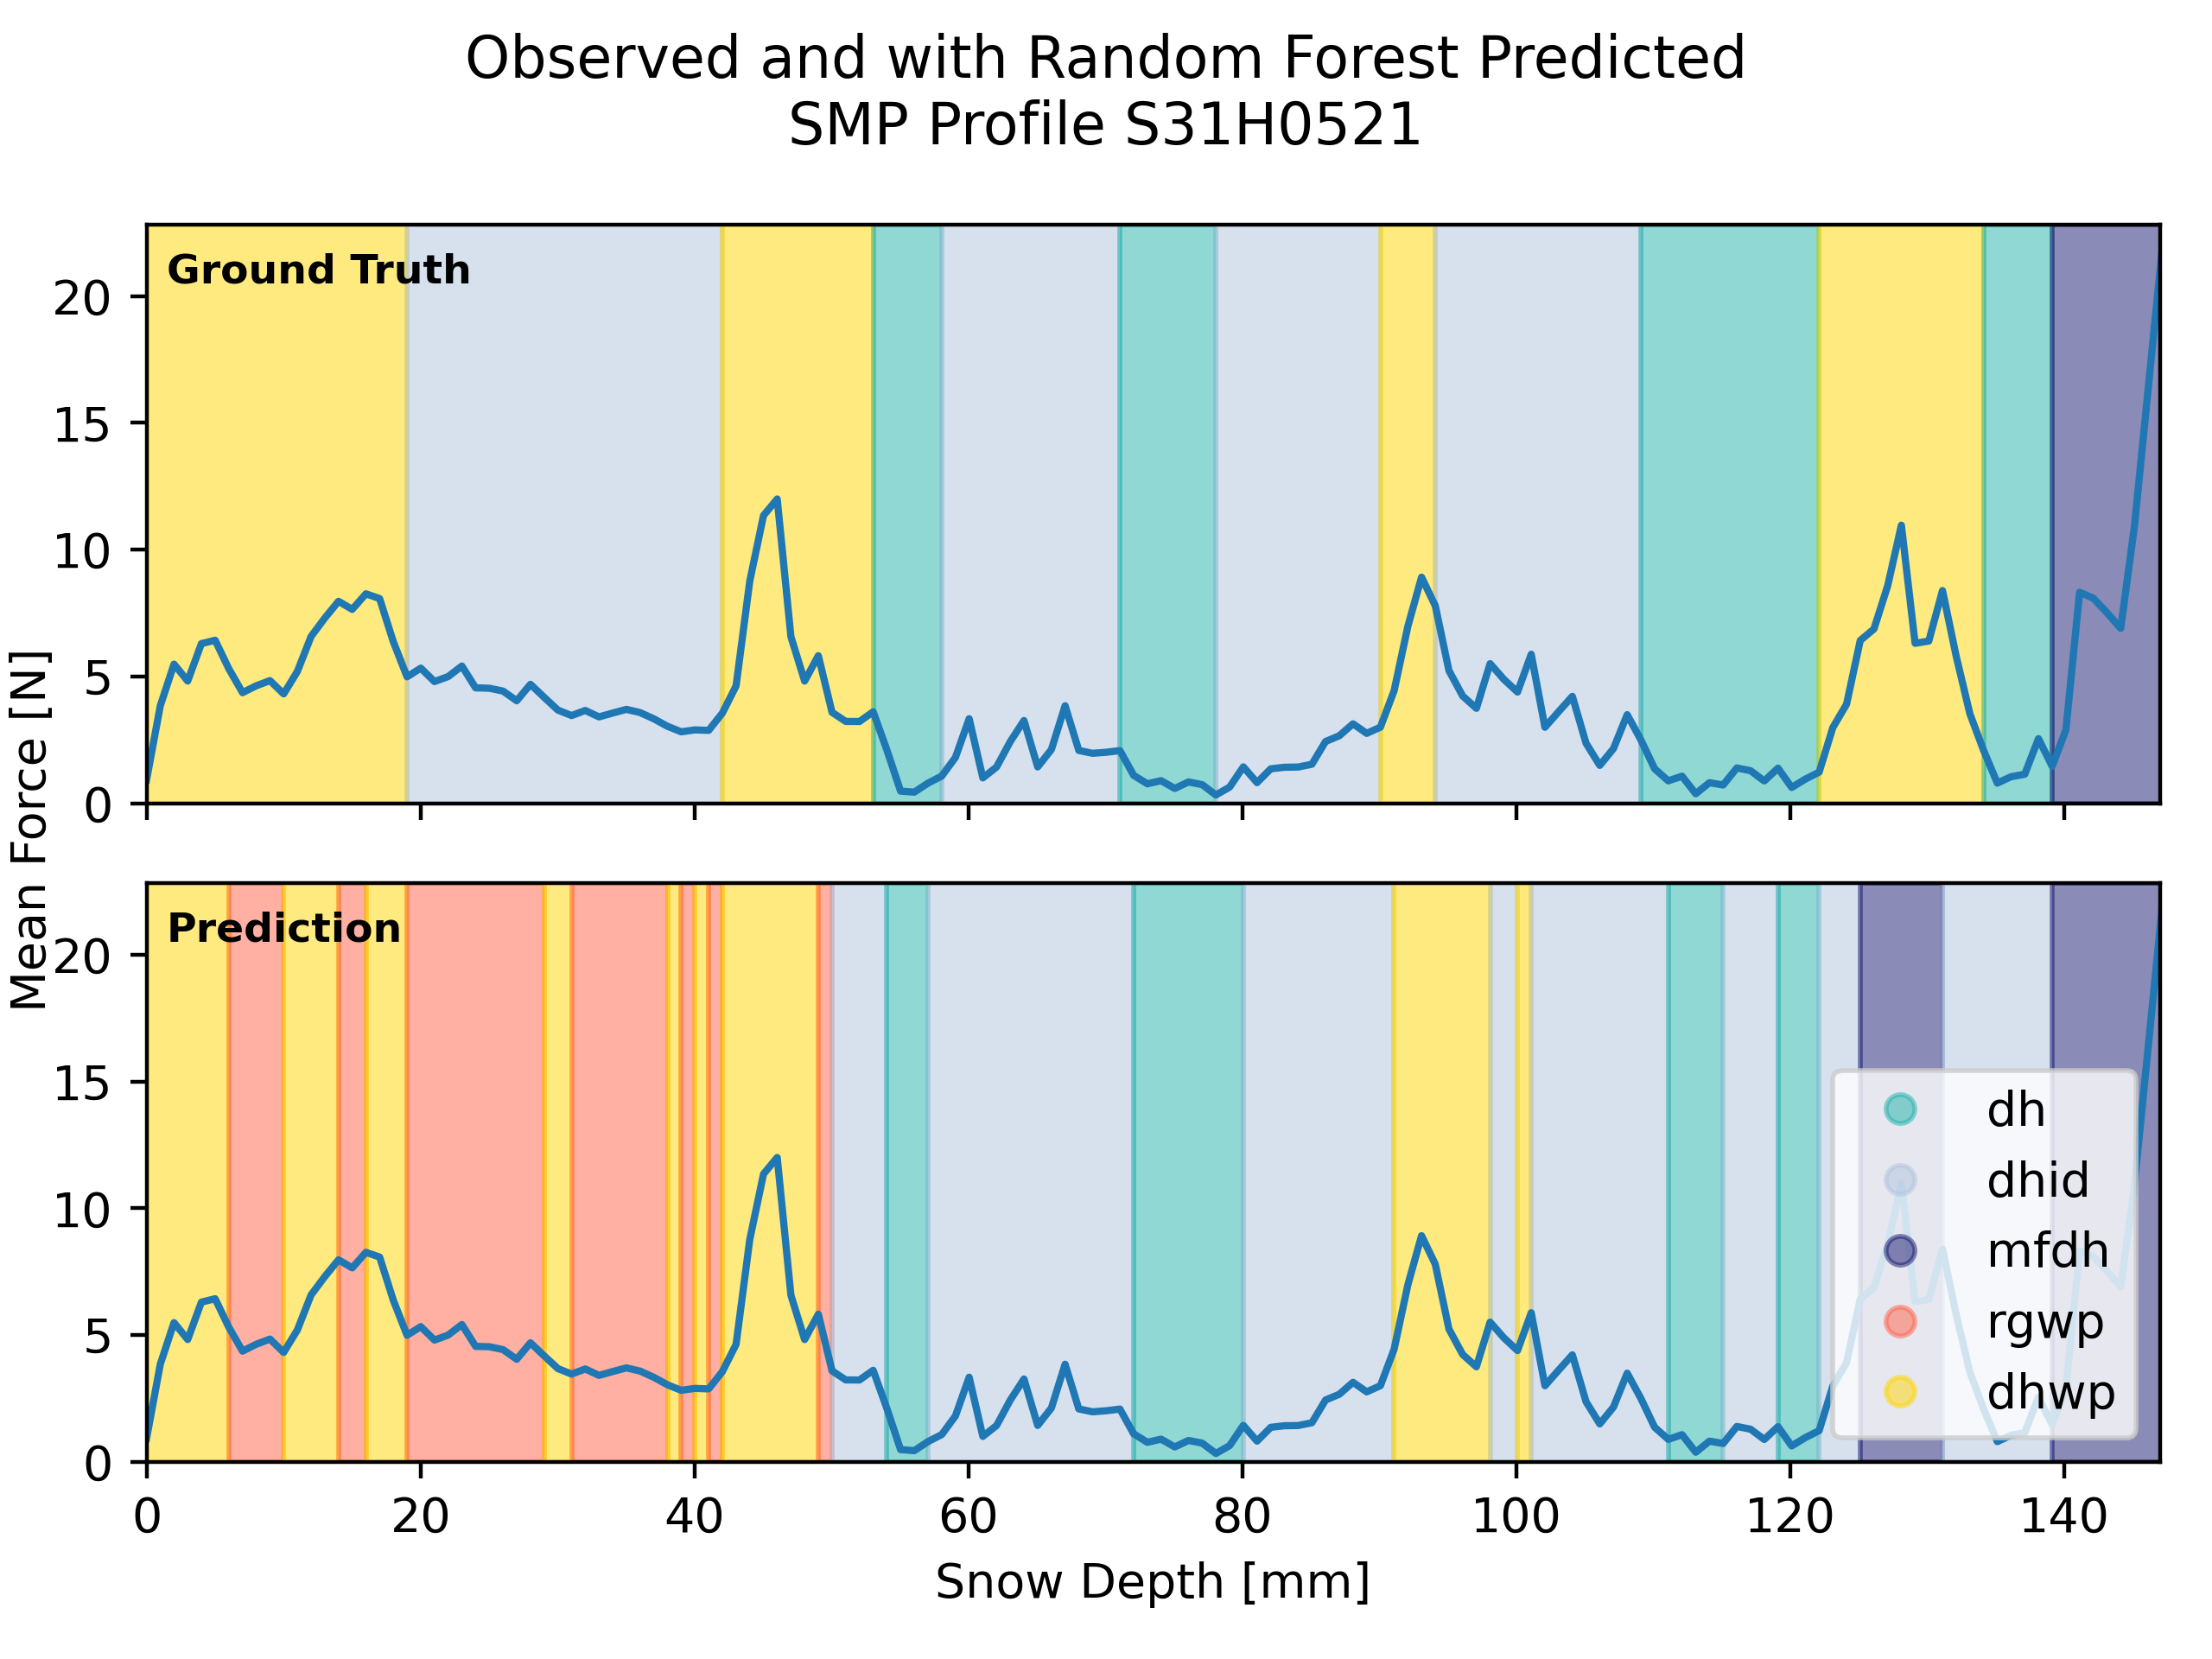 Observed and with Random Forest Predicted
SMP Profile S31H0521
Ground Truth
20
15
10
5
0
Mean Force [N]
Prediction
20
15
10
5
0
dh
dhid
mfdh
rgwp
dhwp
0 20 40 60 80 100 120 140
Snow Depth [mm]